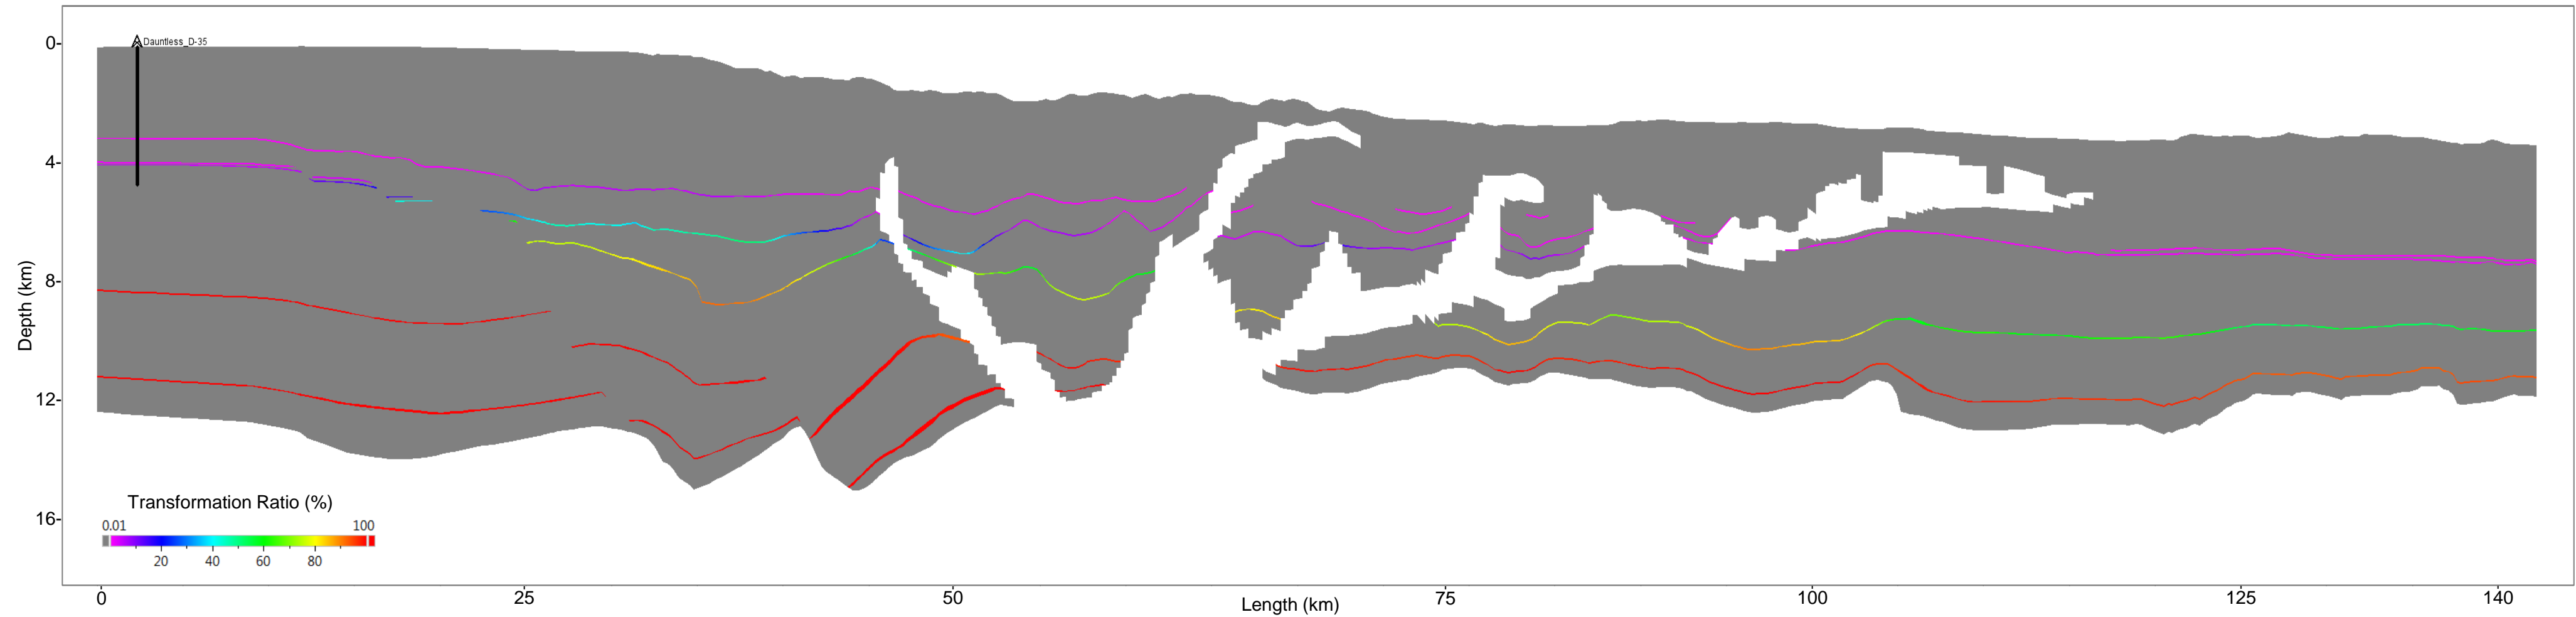 0-
Dauntless_D-35
4-
8-
Depth (km)
12-
16-
Transformation Ratio (%)
0.01 100
20 40 60 80
0 25 50 75 100 125 140
Length (km)